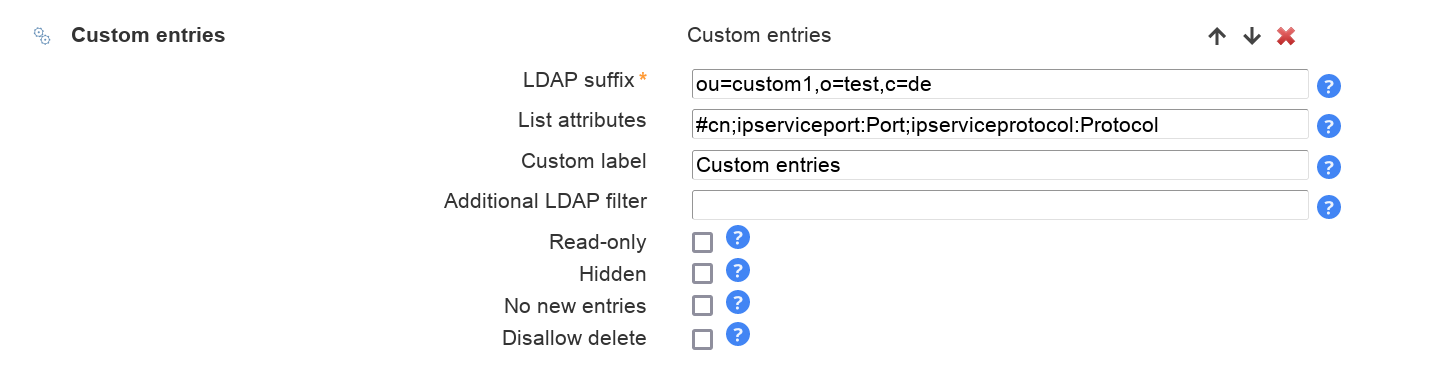 Custom entries Custom entries
LDAP suffix * ou=custom1,o=test,c=de ?
List attributes #cn;ipserviceport:Port;ipserviceprotocol:Protocol ?
Custom label Custom entries ?
Additional LDAP filter ?
Read-only ?
Hidden ?
No new entries ?
Disallow delete ?